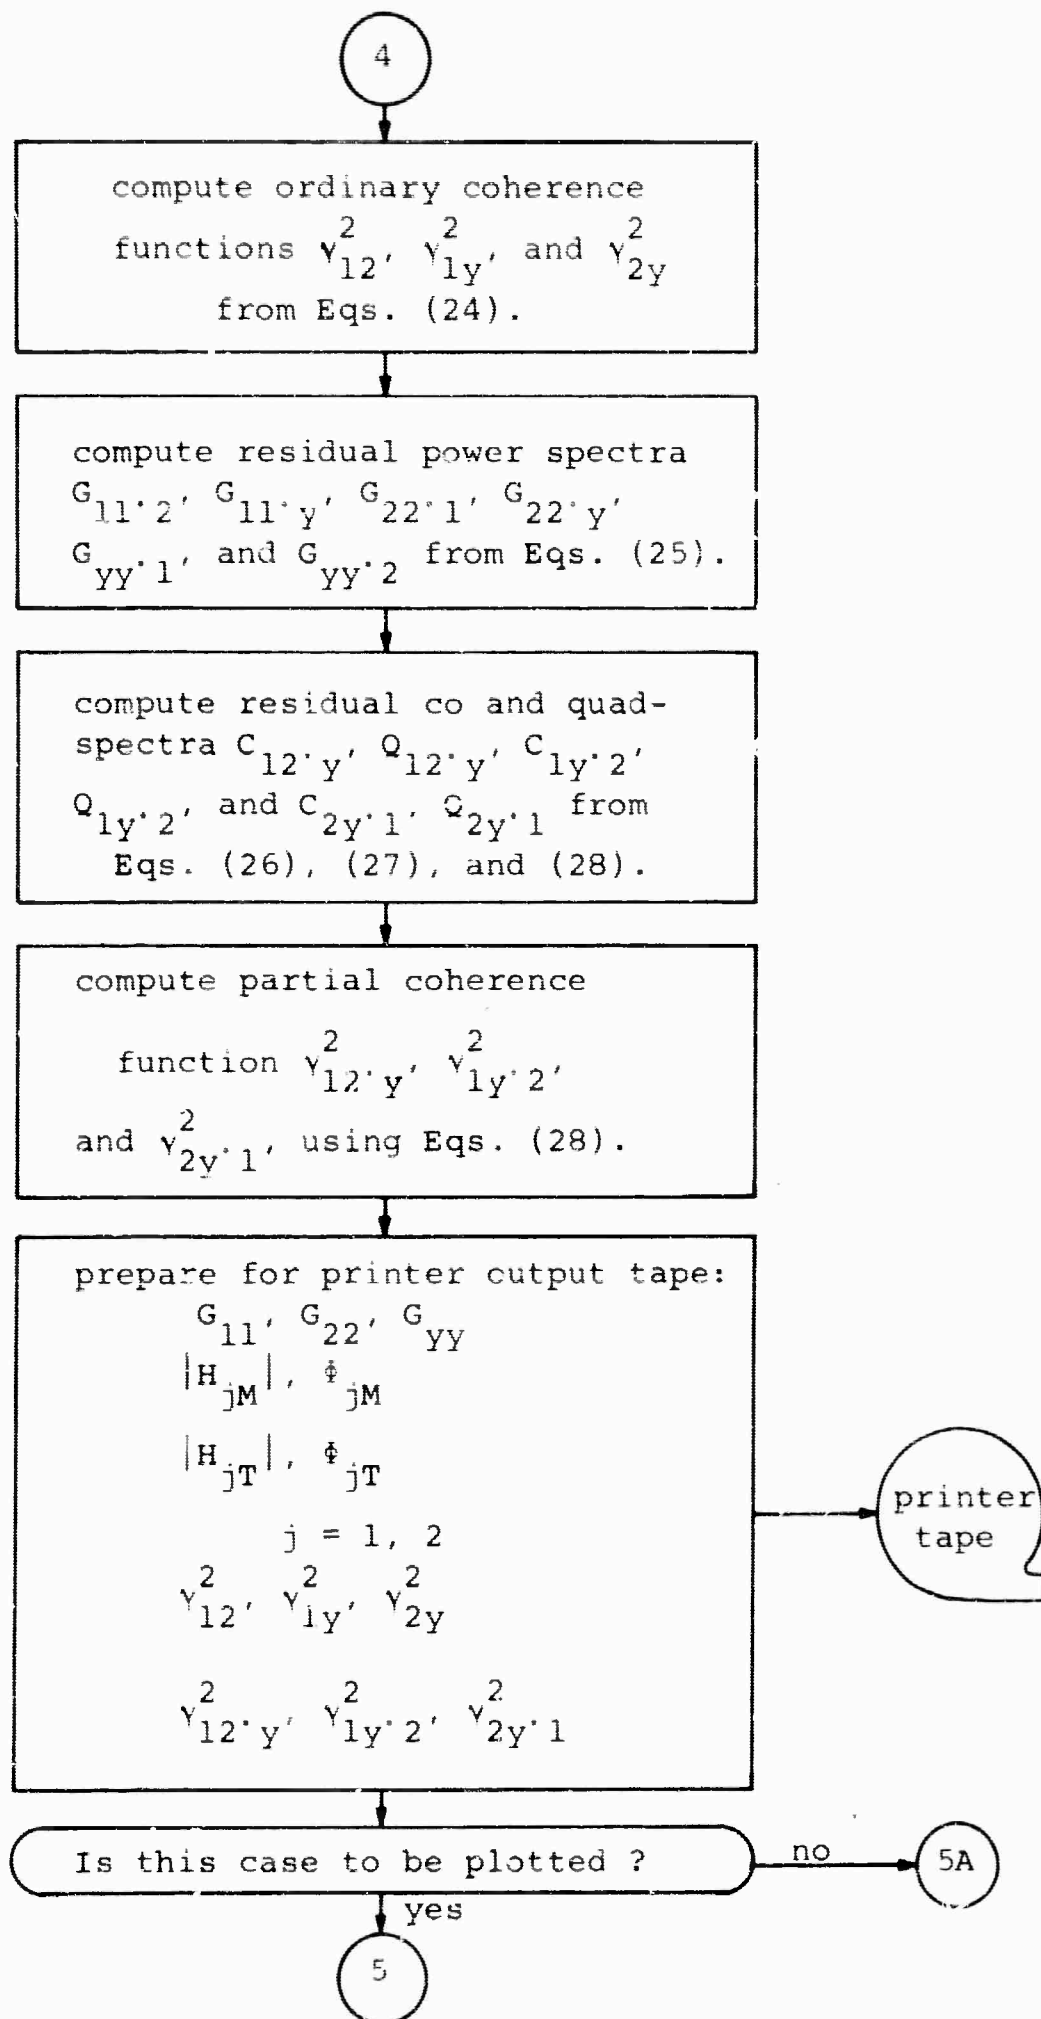 4
compute ordinary coherence
functions γ²₁₂, γ²₁y, and γ²₂y
from Eqs. (24).
compute residual power spectra
G₁₁·₂, G₁₁·y, G₂₂·₁, G₂₂·y,
Gyy·₁, and Gyy·₂ from Eqs. (25).
compute residual co and quad-
spectra C₁₂·y, Q₁₂·y, C₁y·₂,
Q₁y·₂, and C₂y·₁, Q₂y·₁ from
Eqs. (26), (27), and (28).
compute partial coherence
function γ²₁₂·y, γ²₁y·₂,
and γ²₂y·₁, using Eqs. (28).
prepare for printer output tape:
G₁₁, G₂₂, Gyy
|HjM|, ΦjM
|HjT|, ΦjT
j = 1, 2
γ²₁₂, γ²₁y, γ²₂y
γ²₁₂·y, γ²₁y·₂, γ²₂y·₁
printer
tape
Is this case to be plotted ?
no
5A
yes
5